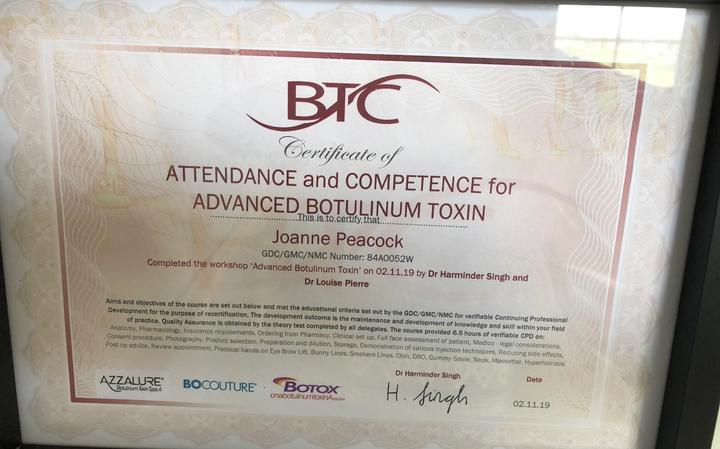 BTC
Certificate of
ATTENDANCE and COMPETENCE for
ADVANCED BOTULINUM TOXIN
This is to certify that
Joanne Peacock
GDC/GMC/NMC Number: 84A0052W
Completed the workshop 'Advanced Botulinum Toxin' on 02.11.19 by Dr Harminder Singh and
Dr Louise Pierre
Aims and objectives of the course are set out below and met the educational criteria set out by the GDC/GMC/NMC for verifiable Continuing Professional
Development for the purpose of recertification. The development outcome is the maintenance and development of knowledge and skill within your field
of practice. Quality Assurance is obtained by the theory test completed by all delegates. The course provided 6.5 hours of verifiable CPD on:
Anatomy, Pharmacology, Insurance requirements, Ordering from Pharmacy, Clinical set up, Full face assessment of patient, Medico - legal considerations,
Consent procedure, Photography, Product selection, Preparation and dilution, Storage, Demonstration of various injection techniques, Reducing side effects,
Post op advice, Review appointment, Practical hands on Eye Brow Lift, Bunny Lines, Smokers Lines, Chin, DAO, Gummy Smile, Neck, Massetter, Hyperhidrosis
AZZALURE®
Botulinum Toxin Type A
BOCOUTURE®
BOTOX®
onabotulinumtoxinA
Dr Harminder Singh
H. Singh
Date
02.11.19